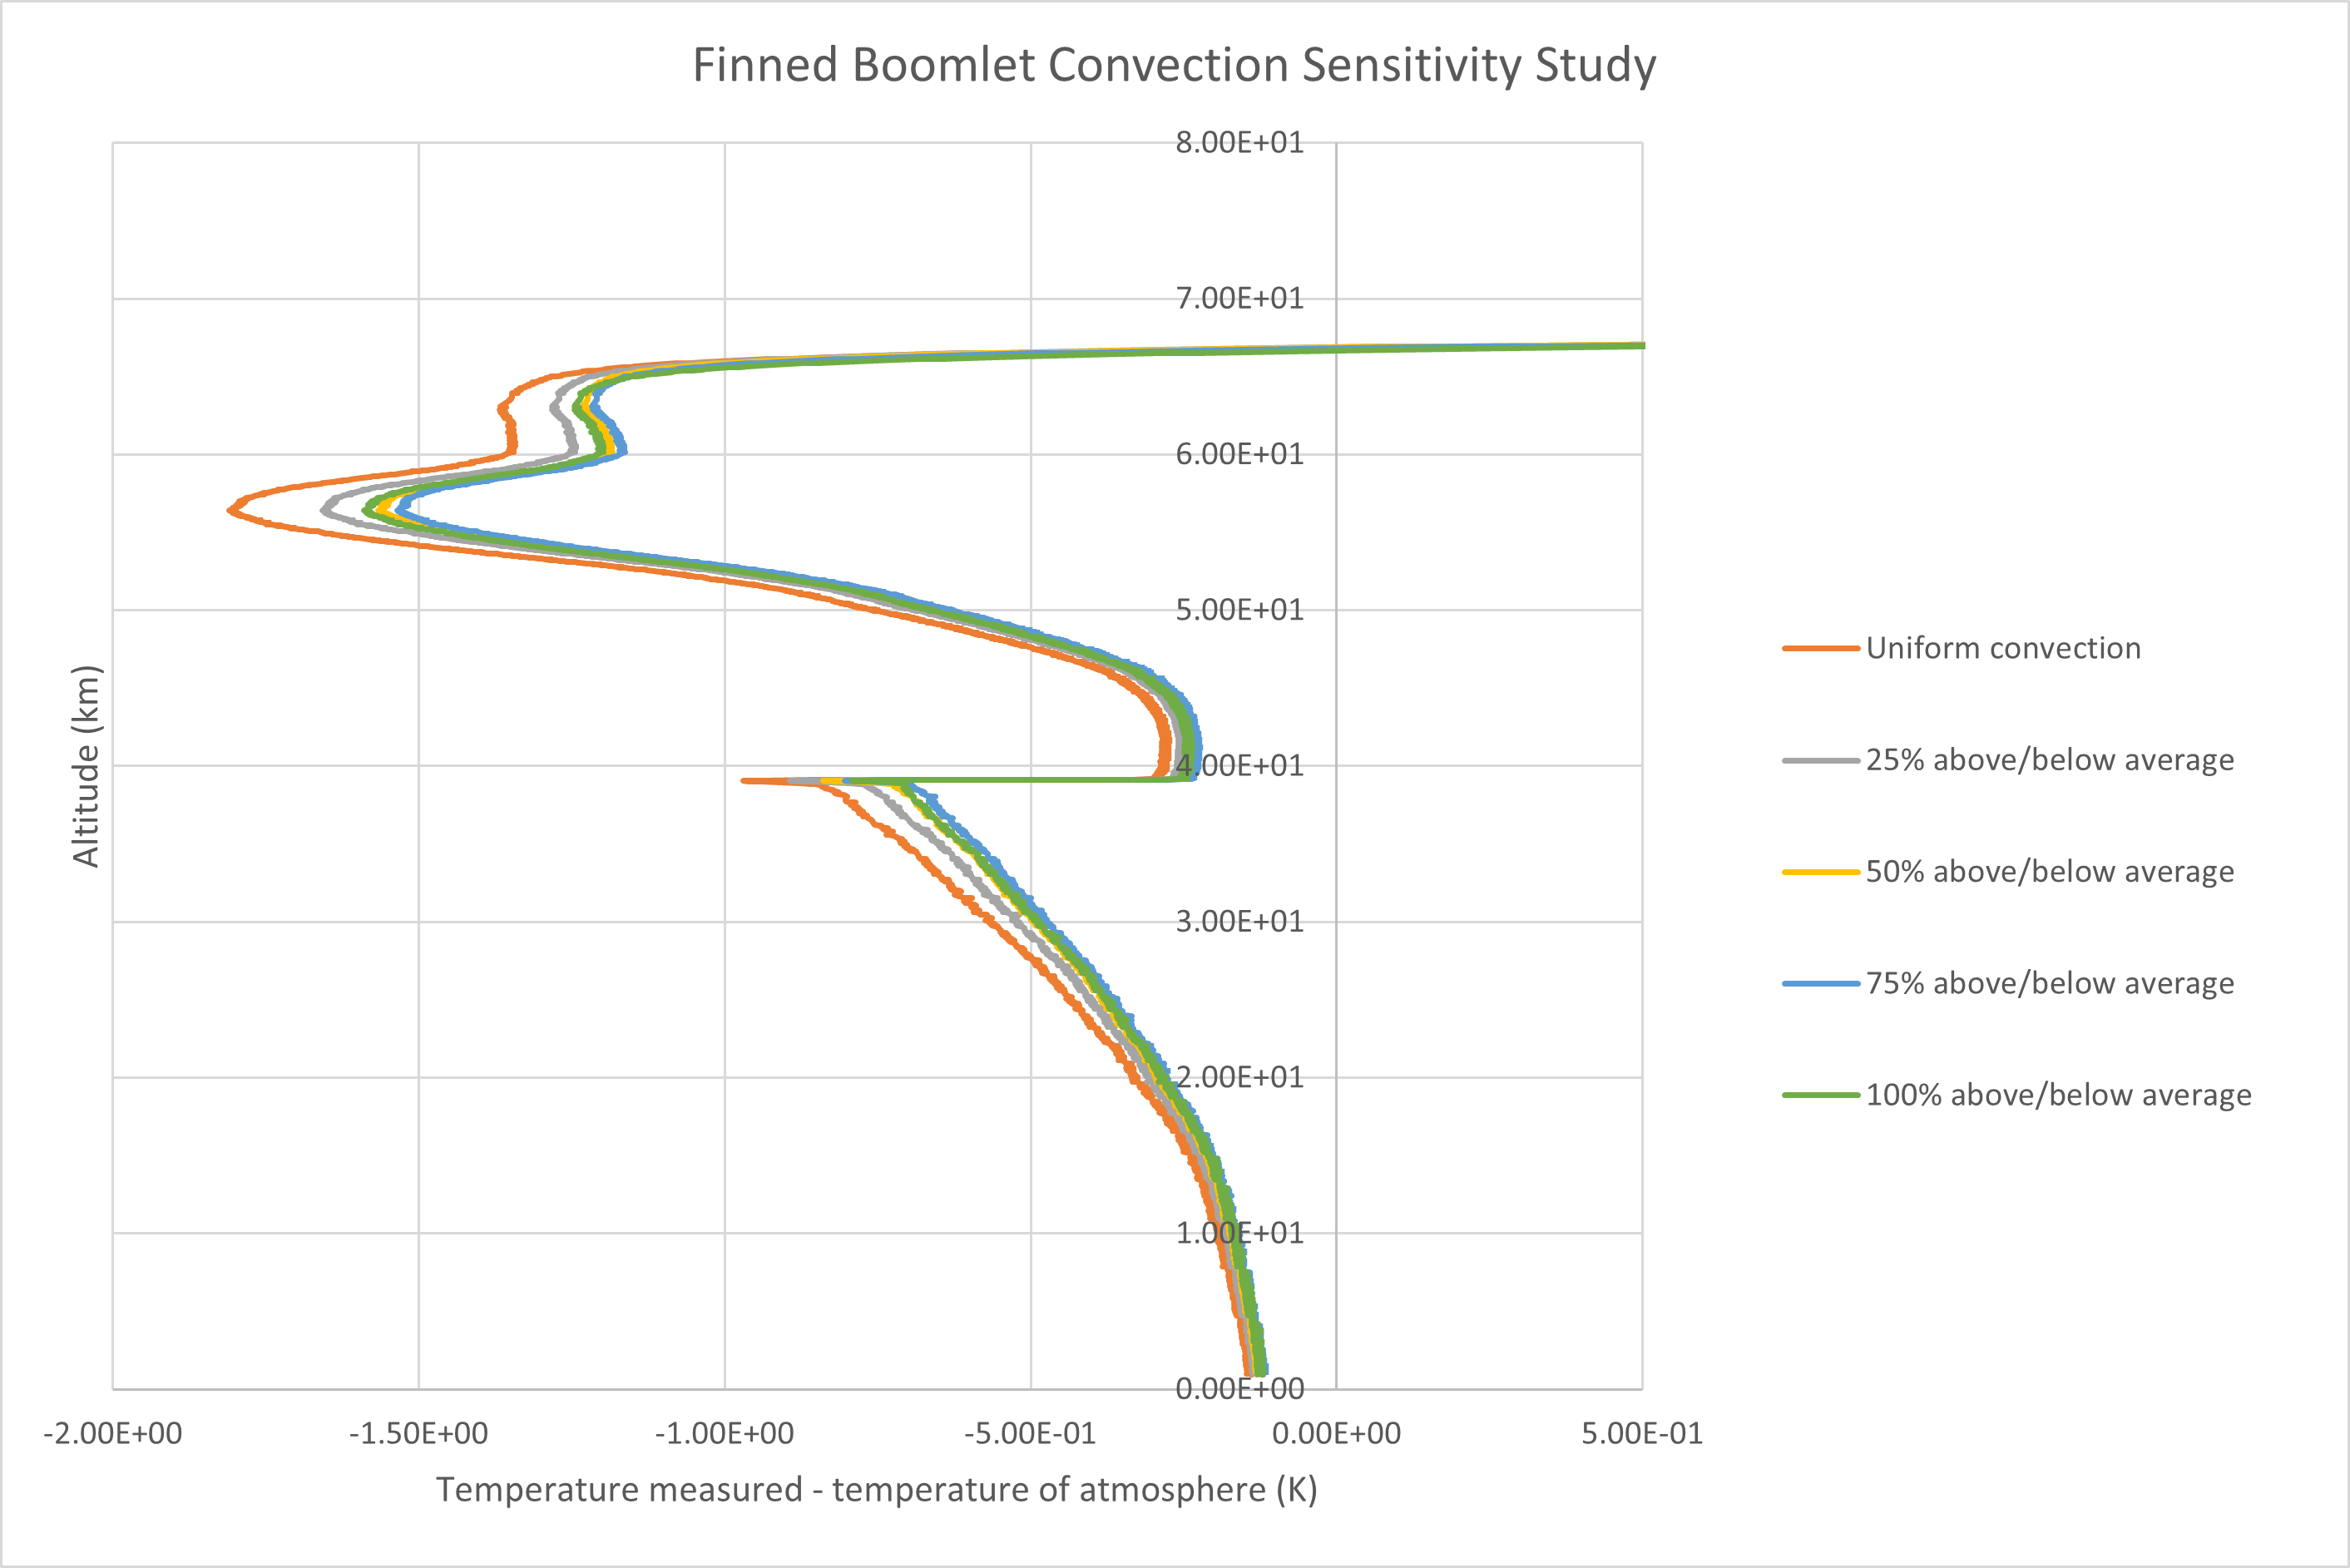 Finned Boomlet Convection Sensitivity Study
8.00E+01
7.00E+01
6.00E+01
5.00E+01
4.00E+01
3.00E+01
2.00E+01
1.00E+01
0.00E+00
Altitude (km)
-2.00E+00
-1.50E+00
-1.00E+00
-5.00E-01
0.00E+00
5.00E-01
Temperature measured - temperature of atmosphere (K)
Uniform convection
25% above/below average
50% above/below average
75% above/below average
100% above/below average